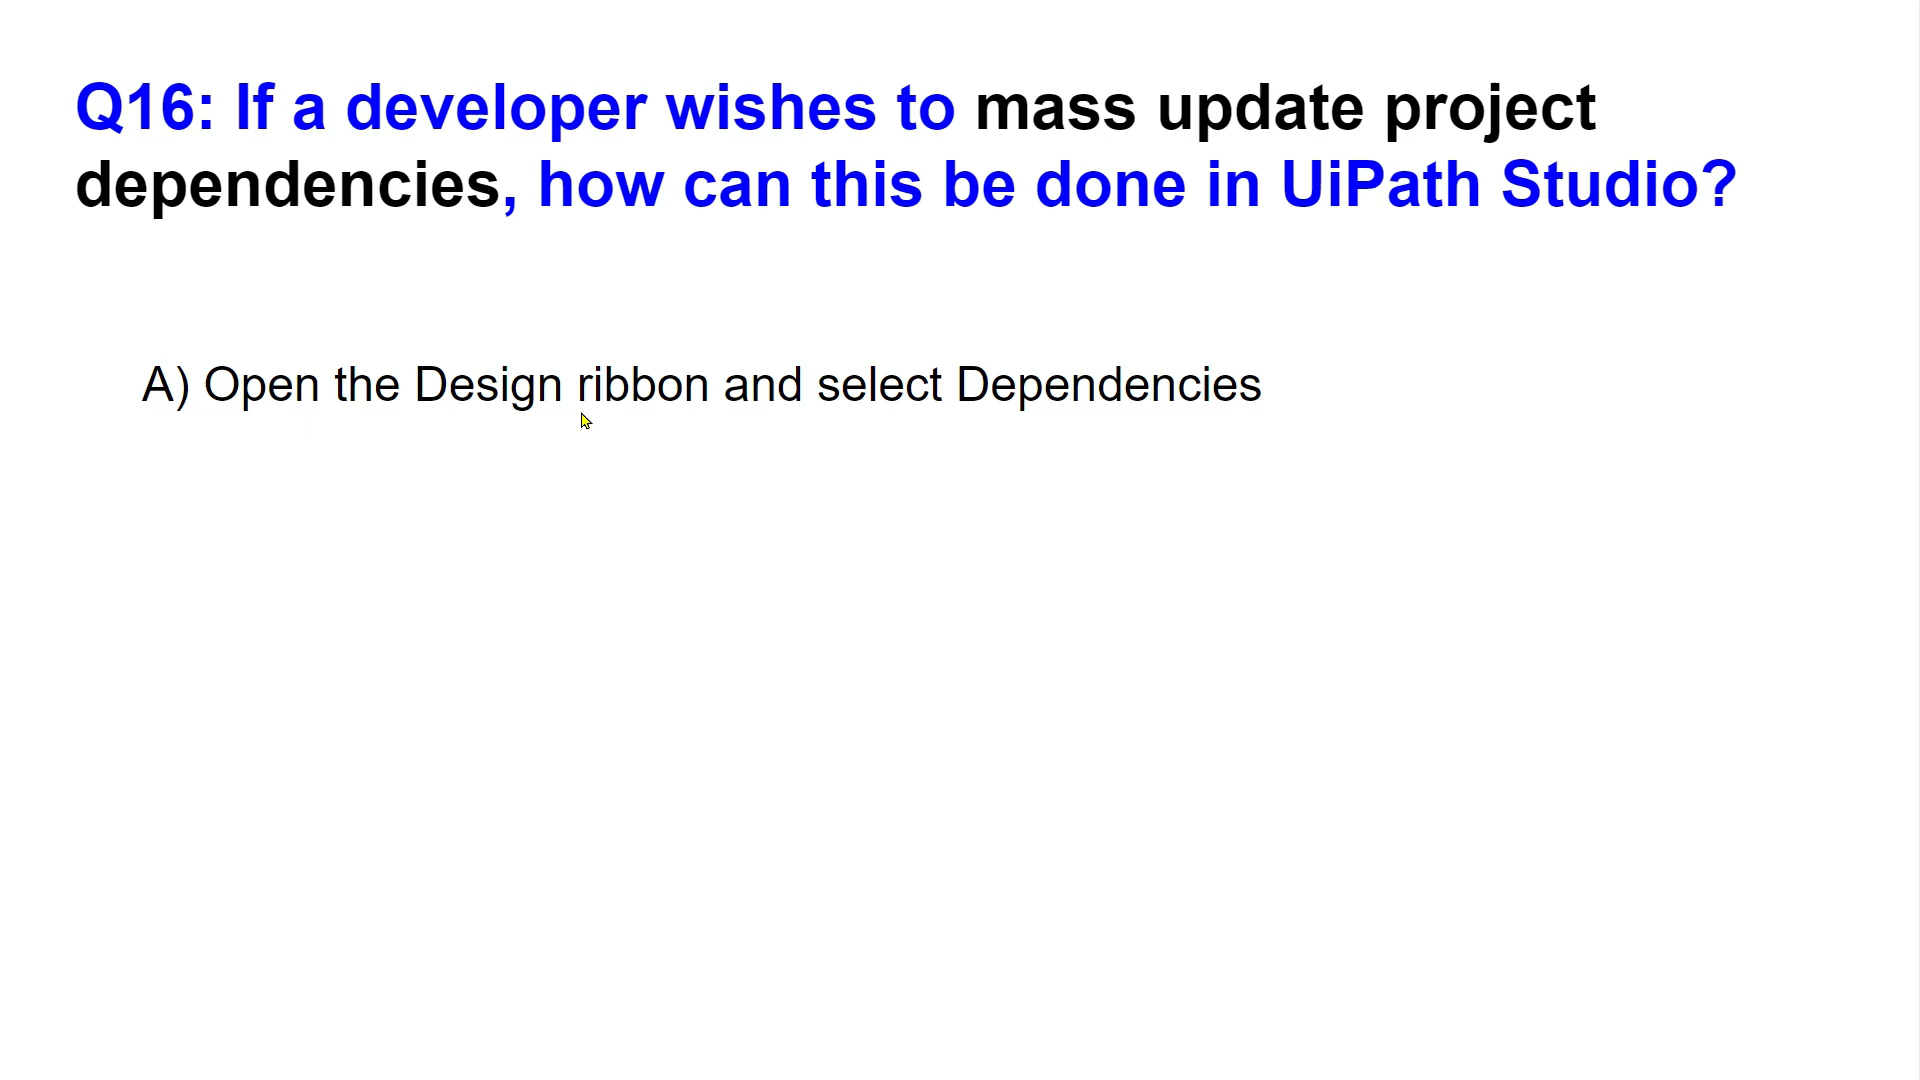 Q16: If a developer wishes to mass update project
dependencies, how can this be done in UiPath Studio?
A) Open the Design ribbon and select Dependencies